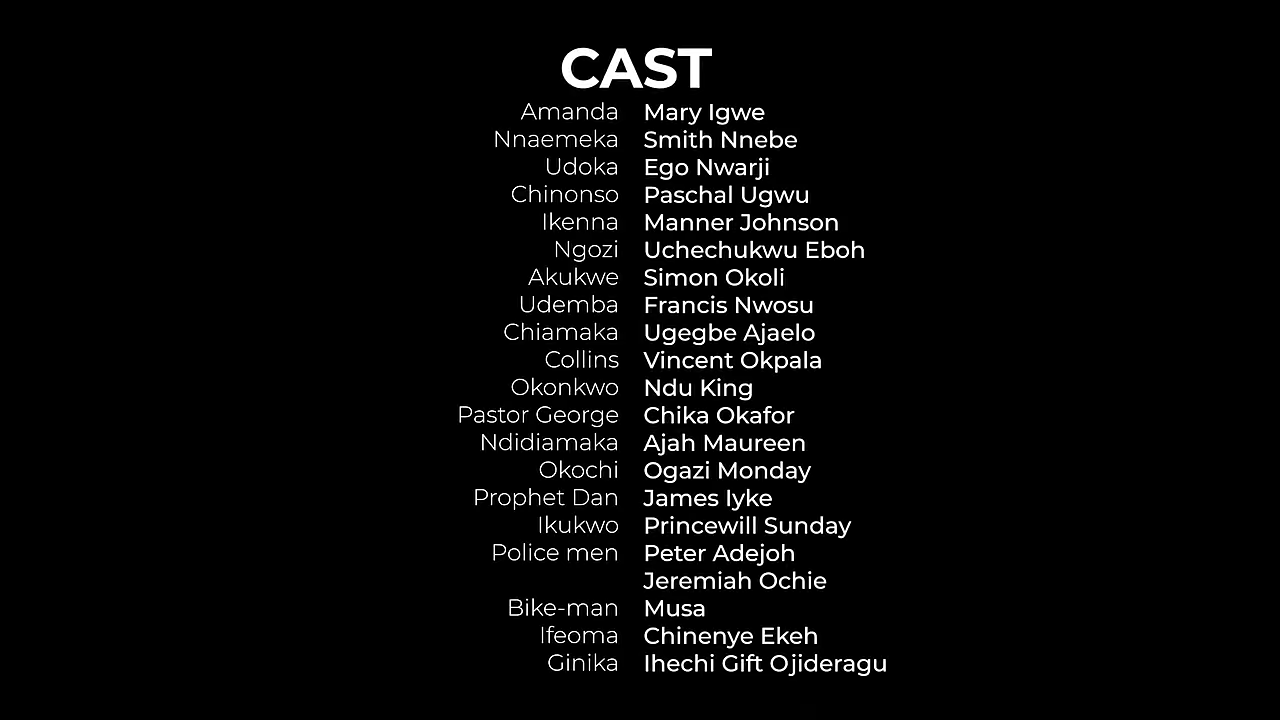 CAST
Amanda Mary Igwe
Nnaemeka Smith Nnebe
Udoka Ego Nwarji
Chinonso Paschal Ugwu
Ikenna Manner Johnson
Ngozi Uchechukwu Eboh
Akukwe Simon Okoli
Udemba Francis Nwosu
Chiamaka Ugegbe Ajaelo
Collins Vincent Okpala
Okonkwo Ndu King
Pastor George Chika Okafor
Ndidiamaka Ajah Maureen
Okochi Ogazi Monday
Prophet Dan James Iyke
Ikukwo Princewill Sunday
Police men Peter Adejoh
Jeremiah Ochie
Bike-man Musa
Ifeoma Chinenye Ekeh
Ginika Ihechi Gift Ojideragu